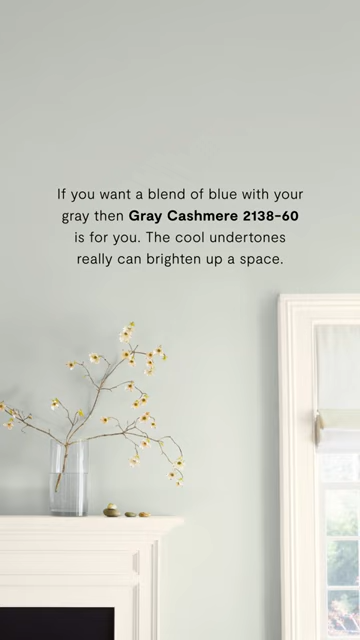 If you want a blend of blue with your
gray then Gray Cashmere 2138-60
is for you. The cool undertones
really can brighten up a space.